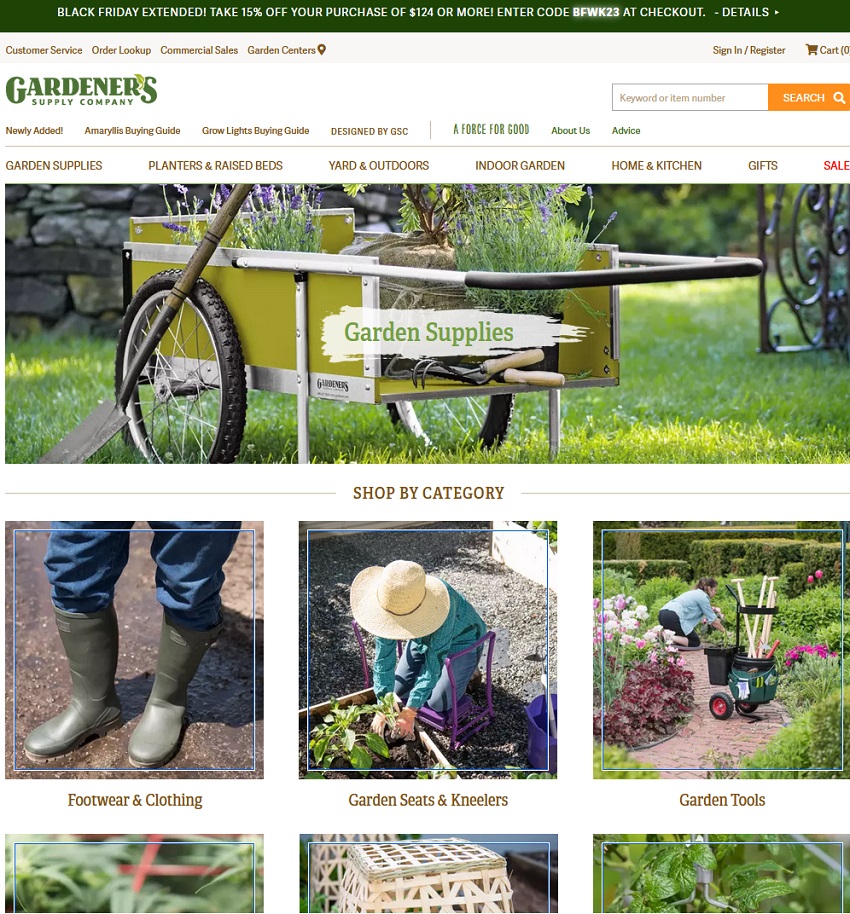 BLACK FRIDAY EXTENDED! TAKE 15% OFF YOUR PURCHASE OF $124 OR MORE! ENTER CODE BFWK23 AT CHECKOUT. - DETAILS ▸
Customer Service Order Lookup Commercial Sales Garden Centers Sign In / Register Cart (0
GARDENER'S
SUPPLY COMPANY
Keyword or item number SEARCH
Newly Added! Amaryllis Buying Guide Grow Lights Buying Guide DESIGNED BY GSC A FORCE FOR GOOD About Us Advice
GARDEN SUPPLIES PLANTERS & RAISED BEDS YARD & OUTDOORS INDOOR GARDEN HOME & KITCHEN GIFTS SALE
Garden Supplies
GARDENER'S
SHOP BY CATEGORY
Footwear & Clothing Garden Seats & Kneelers Garden Tools